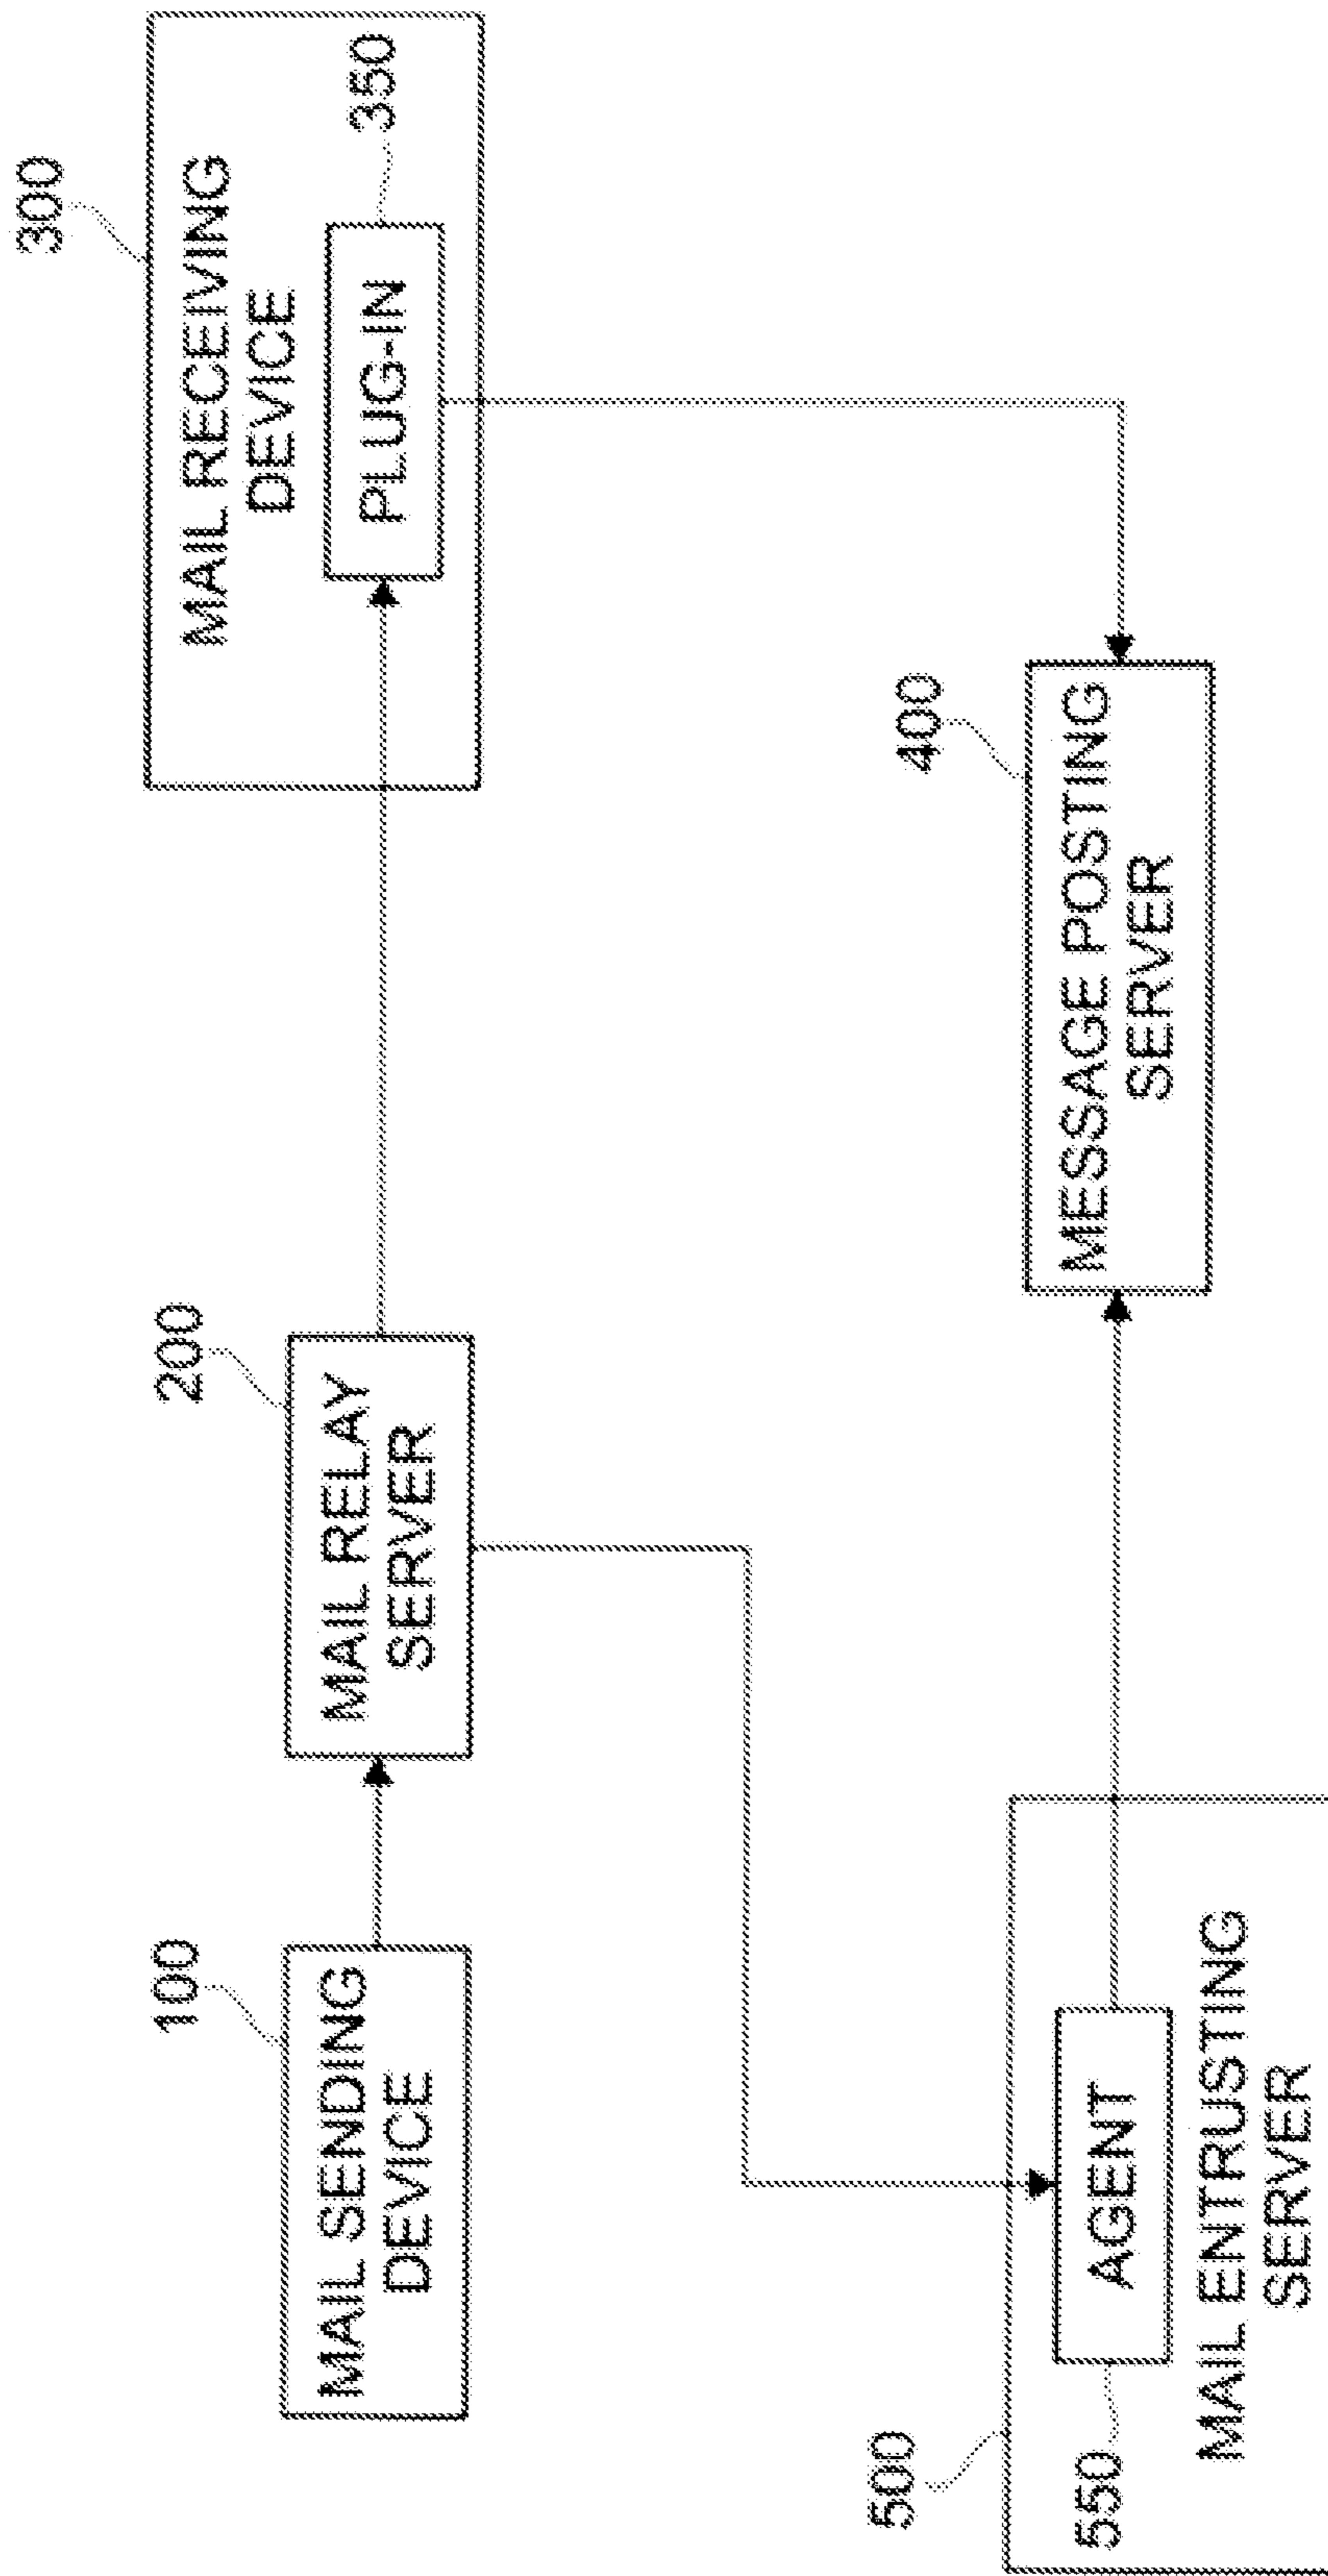 300
MAIL RECEIVING
DEVICE
PLUG-IN
350
200
MAIL RELAY
SERVER
100
MAIL SENDING
DEVICE
400
MESSAGE POSTING
SERVER
500
AGENT
550
MAIL ENTRUSTING
SERVER